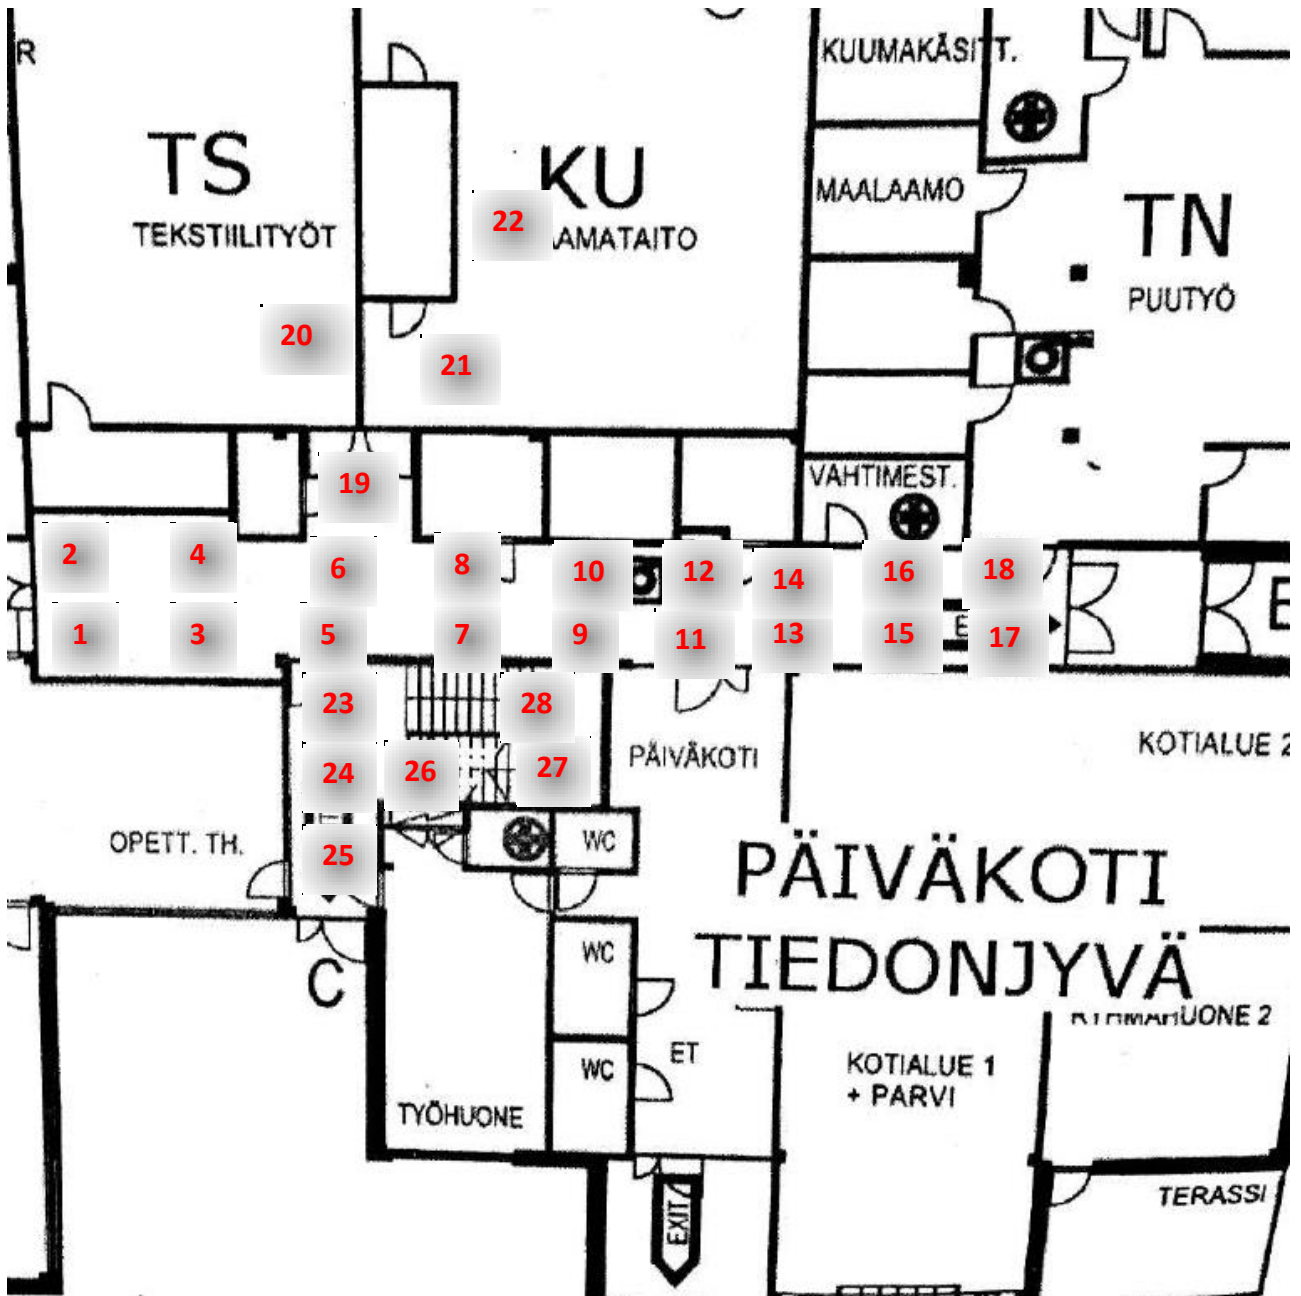 R
KUUMAKÄSITT.
TS
KU
MAALAAMO
TN
TEKSTIILITYÖT
22
AMATAITO
PUUTYÖ
20
21
19
VAHTIMEST.
2
4
6
8
10
12
14
16
18
1
3
5
7
9
11
13
15
E
17
E
23
28
24
26
27
PÄIVÄKOTI
KOTIALUE 2
OPETT. TH.
25
WC
PÄIVÄKOTI
TIEDONJYVÄ
C
WC
HUONE 2
WC
ET
KOTIALUE 1
+ PARVI
TYÖHUONE
TERASSI
EXIT